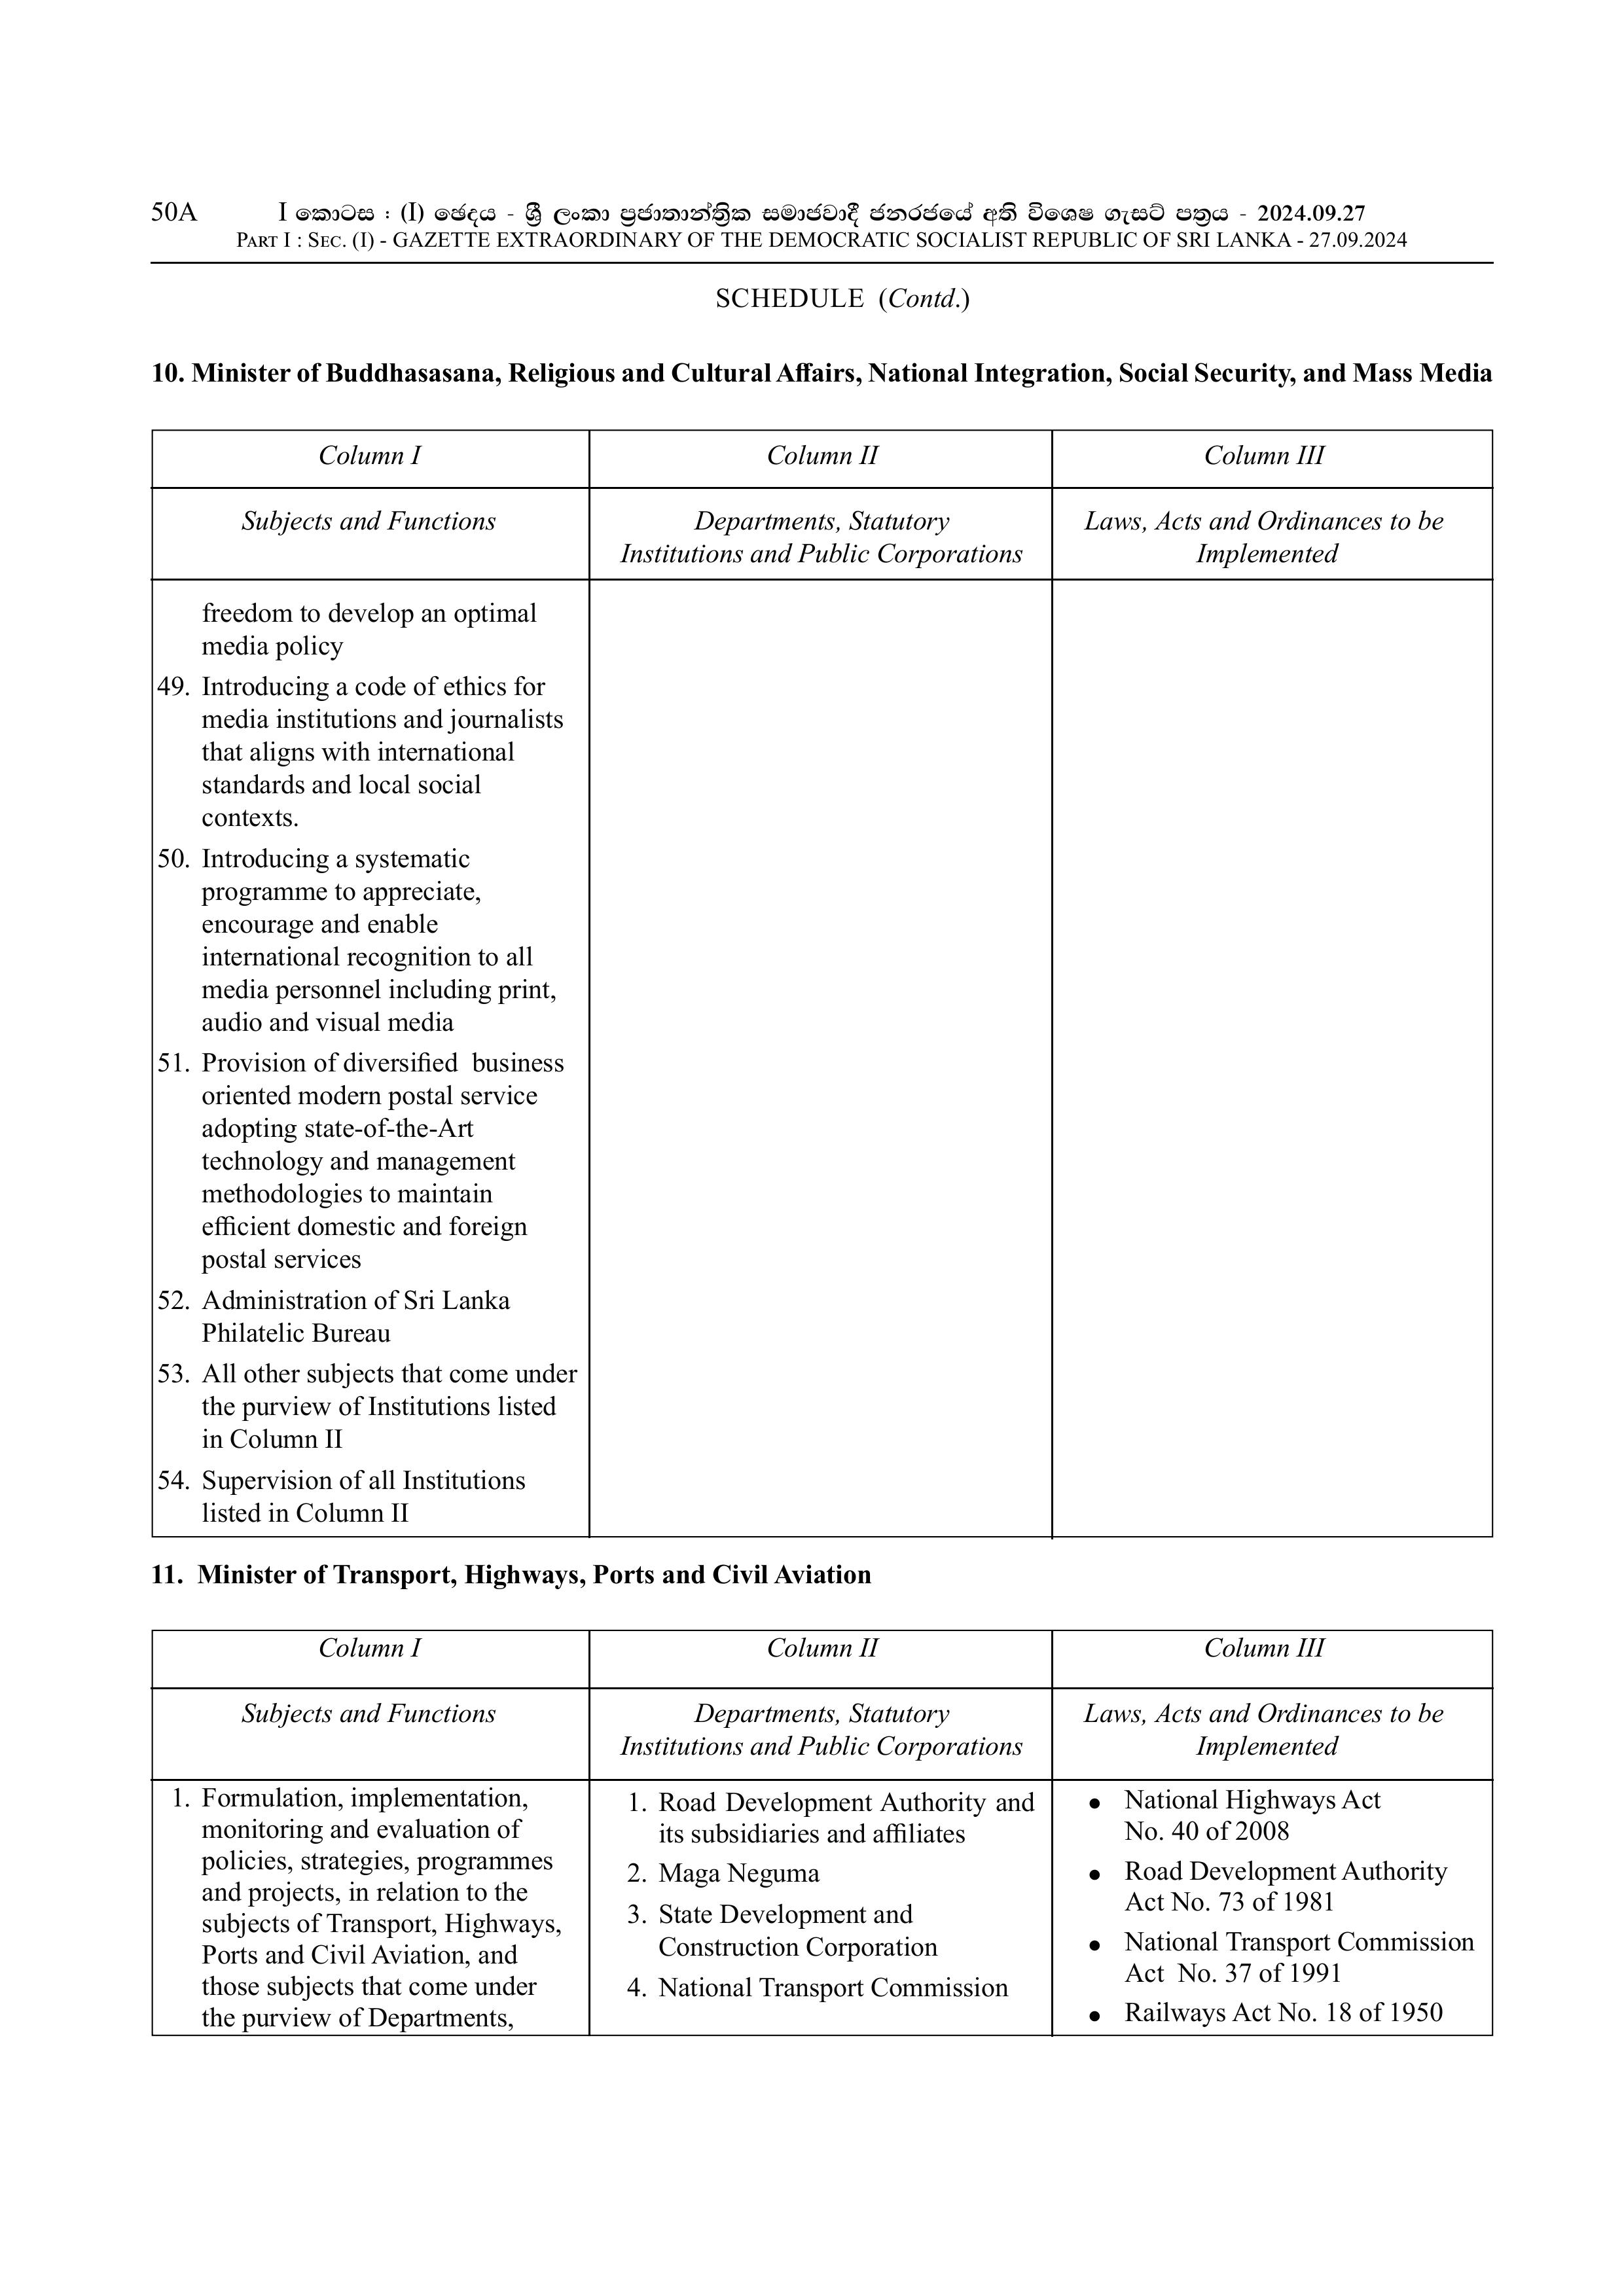 50A I කොටස : (I) ඡෙදය - ශ්‍රී ලංකා ප්‍රජාතාන්ත්‍රික සමාජවාදී ජනරජයේ අති විශෙෂ ගැසට් පත්‍රය - 2024.09.27
Part I : Sec. (I) - GAZETTE EXTRAORDINARY OF THE DEMOCRATIC SOCIALIST REPUBLIC OF SRI LANKA - 27.09.2024
SCHEDULE (Contd.)
10. Minister of Buddhasasana, Religious and Cultural Affairs, National Integration, Social Security, and Mass Media
Column I
Column II
Column III
Subjects and Functions
Departments, Statutory
Institutions and Public Corporations
Laws, Acts and Ordinances to be
Implemented
freedom to develop an optimal
media policy
49. Introducing a code of ethics for
media institutions and journalists
that aligns with international
standards and local social
contexts.
50. Introducing a systematic
programme to appreciate,
encourage and enable
international recognition to all
media personnel including print,
audio and visual media
51. Provision of diversified business
oriented modern postal service
adopting state-of-the-Art
technology and management
methodologies to maintain
efficient domestic and foreign
postal services
52. Administration of Sri Lanka
Philatelic Bureau
53. All other subjects that come under
the purview of Institutions listed
in Column II
54. Supervision of all Institutions
listed in Column II
11. Minister of Transport, Highways, Ports and Civil Aviation
Column I
Column II
Column III
Subjects and Functions
Departments, Statutory
Institutions and Public Corporations
Laws, Acts and Ordinances to be
Implemented
1. Formulation, implementation,
monitoring and evaluation of
policies, strategies, programmes
and projects, in relation to the
subjects of Transport, Highways,
Ports and Civil Aviation, and
those subjects that come under
the purview of Departments,
1. Road Development Authority and
its subsidiaries and affiliates
2. Maga Neguma
3. State Development and
Construction Corporation
4. National Transport Commission
● National Highways Act
No. 40 of 2008
● Road Development Authority
Act No. 73 of 1981
● National Transport Commission
Act No. 37 of 1991
● Railways Act No. 18 of 1950